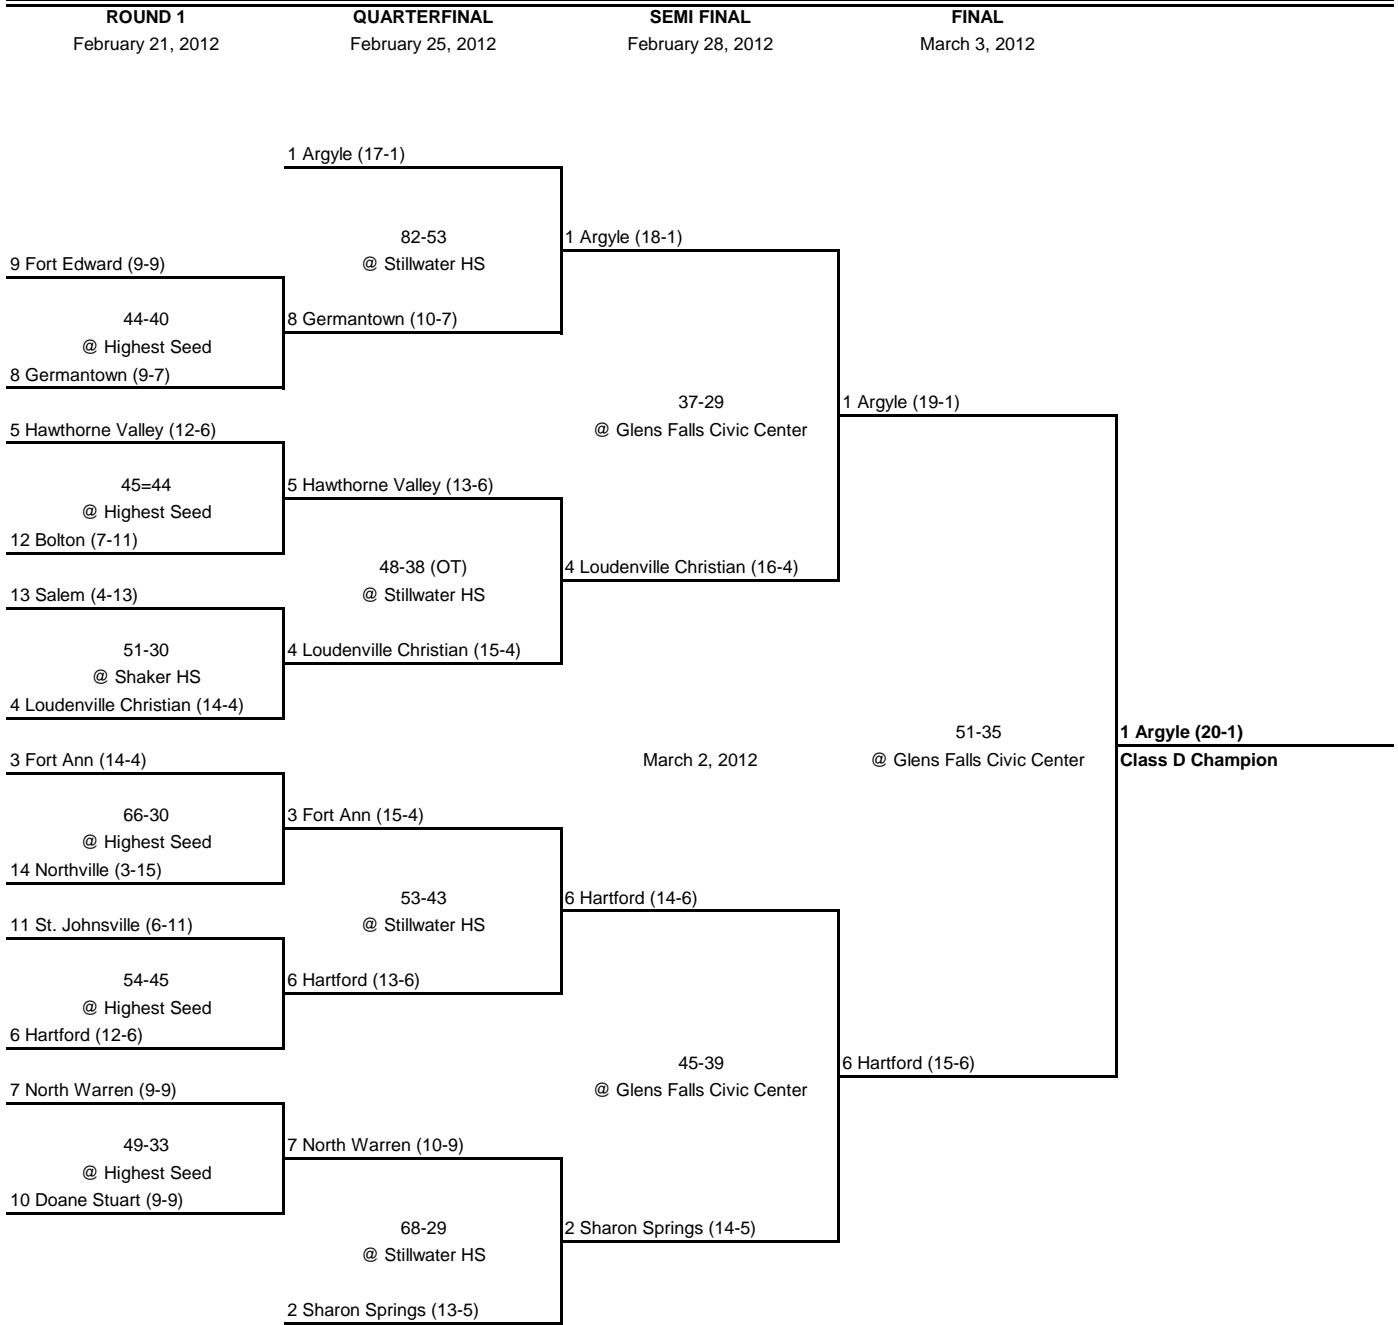 ROUND 1
QUARTERFINAL
SEMI FINAL
FINAL
February 21, 2012
February 25, 2012
February 28, 2012
March 3, 2012
1 Argyle (17-1)
82-53
@ Stillwater HS
1 Argyle (18-1)
9 Fort Edward (9-9)
44-40
@ Highest Seed
8 Germantown (10-7)
8 Germantown (9-7)
37-29
@ Glens Falls Civic Center
1 Argyle (19-1)
5 Hawthorne Valley (12-6)
45=44
@ Highest Seed
5 Hawthorne Valley (13-6)
12 Bolton (7-11)
48-38 (OT)
@ Stillwater HS
4 Loudenville Christian (16-4)
13 Salem (4-13)
51-30
@ Shaker HS
4 Loudenville Christian (15-4)
4 Loudenville Christian (14-4)
51-35
@ Glens Falls Civic Center
1 Argyle (20-1)
Class D Champion
3 Fort Ann (14-4)
March 2, 2012
66-30
@ Highest Seed
3 Fort Ann (15-4)
14 Northville (3-15)
53-43
@ Stillwater HS
6 Hartford (14-6)
11 St. Johnsville (6-11)
54-45
@ Highest Seed
6 Hartford (13-6)
6 Hartford (12-6)
45-39
@ Glens Falls Civic Center
6 Hartford (15-6)
7 North Warren (9-9)
49-33
@ Highest Seed
7 North Warren (10-9)
10 Doane Stuart (9-9)
68-29
@ Stillwater HS
2 Sharon Springs (14-5)
2 Sharon Springs (13-5)